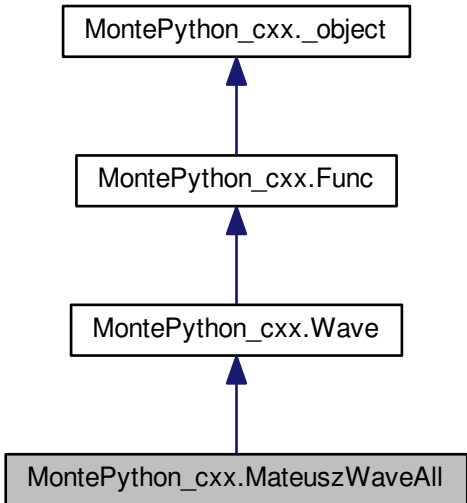 MontePython_cxx._object
MontePython_cxx.Func
MontePython_cxx.Wave
MontePython_cxx.MateuszWaveAll